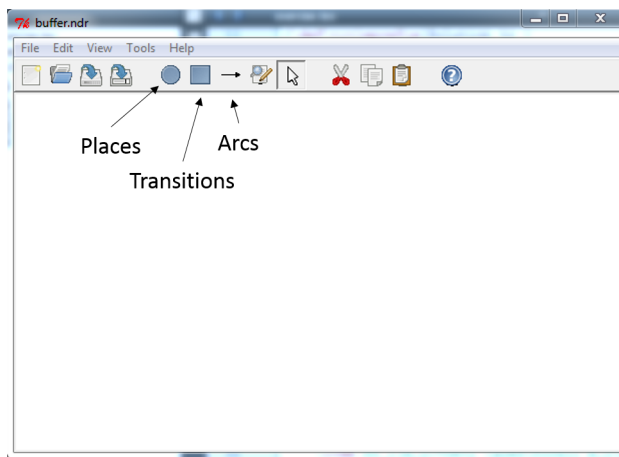 buffer.ndr
File Edit View Tools Help
Places
Arcs
Transitions